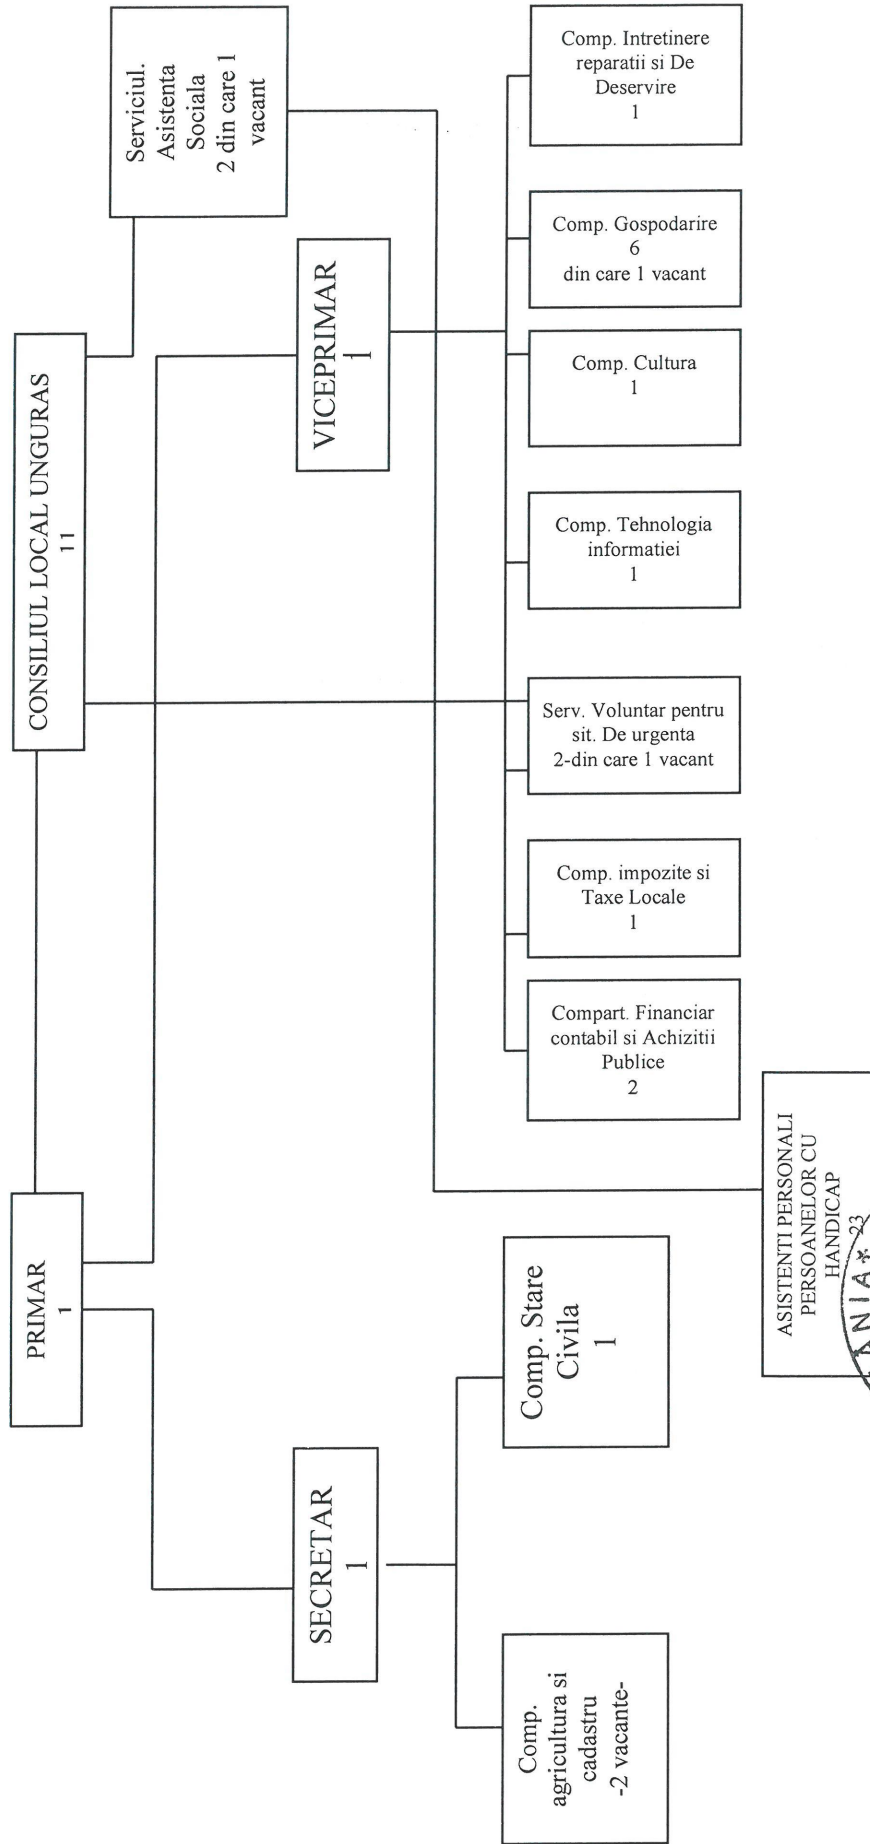 CONSILIUL LOCAL UNGURAS
11
PRIMAR
1
Serviciul.
Asistenta
Sociala
2 din care 1
vacant
SECRETAR
1
VICEPRIMAR
1
Comp.
agricultura si
cadastru
-2 vacante-
Comp. Stare
Civila
1
Compart. Financiar
contabil si Achizitii
Publice
2
Comp. impozite si
Taxe Locale
1
Serv. Voluntar pentru
sit. De urgenta
2-din care 1 vacant
Comp. Tehnologia
informatiei
1
Comp. Cultura
1
Comp. Gospodarire
6
din care 1 vacant
Comp. Intretinere
reparatii si De
Deservire
1
ASISTENTI PERSONALI
PERSOANELOR CU
HANDICAP
23